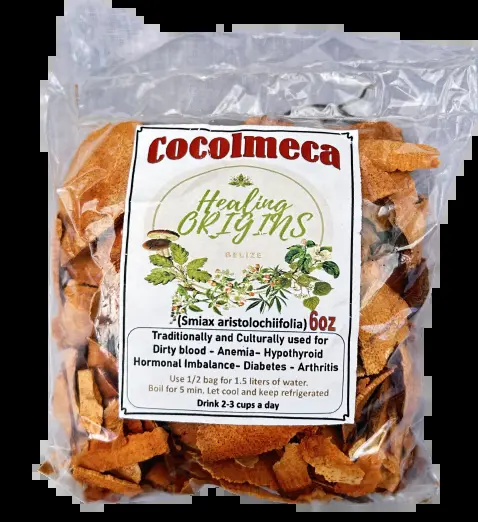 Cocolmeca
Healing
ORIGINS
BELIZE
(Smiax aristolochiifolia) 6oz
Traditionally and Culturally used for
Dirty blood - Anemia- Hypothyroid
Hormonal Imbalance- Diabetes - Arthritis
Use 1/2 bag for 1.5 liters of water.
Boil for 5 min. Let cool and keep refrigerated
Drink 2-3 cups a day